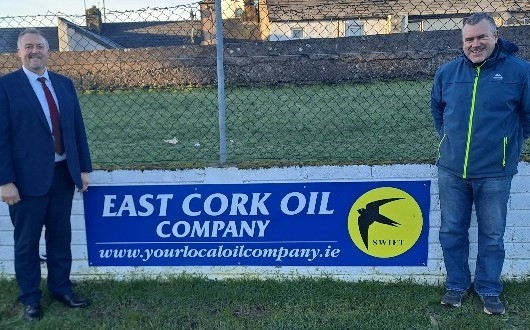 EAST CORK OIL
COMPANY
www.yourlocaloilcompany.ie
SWIFT